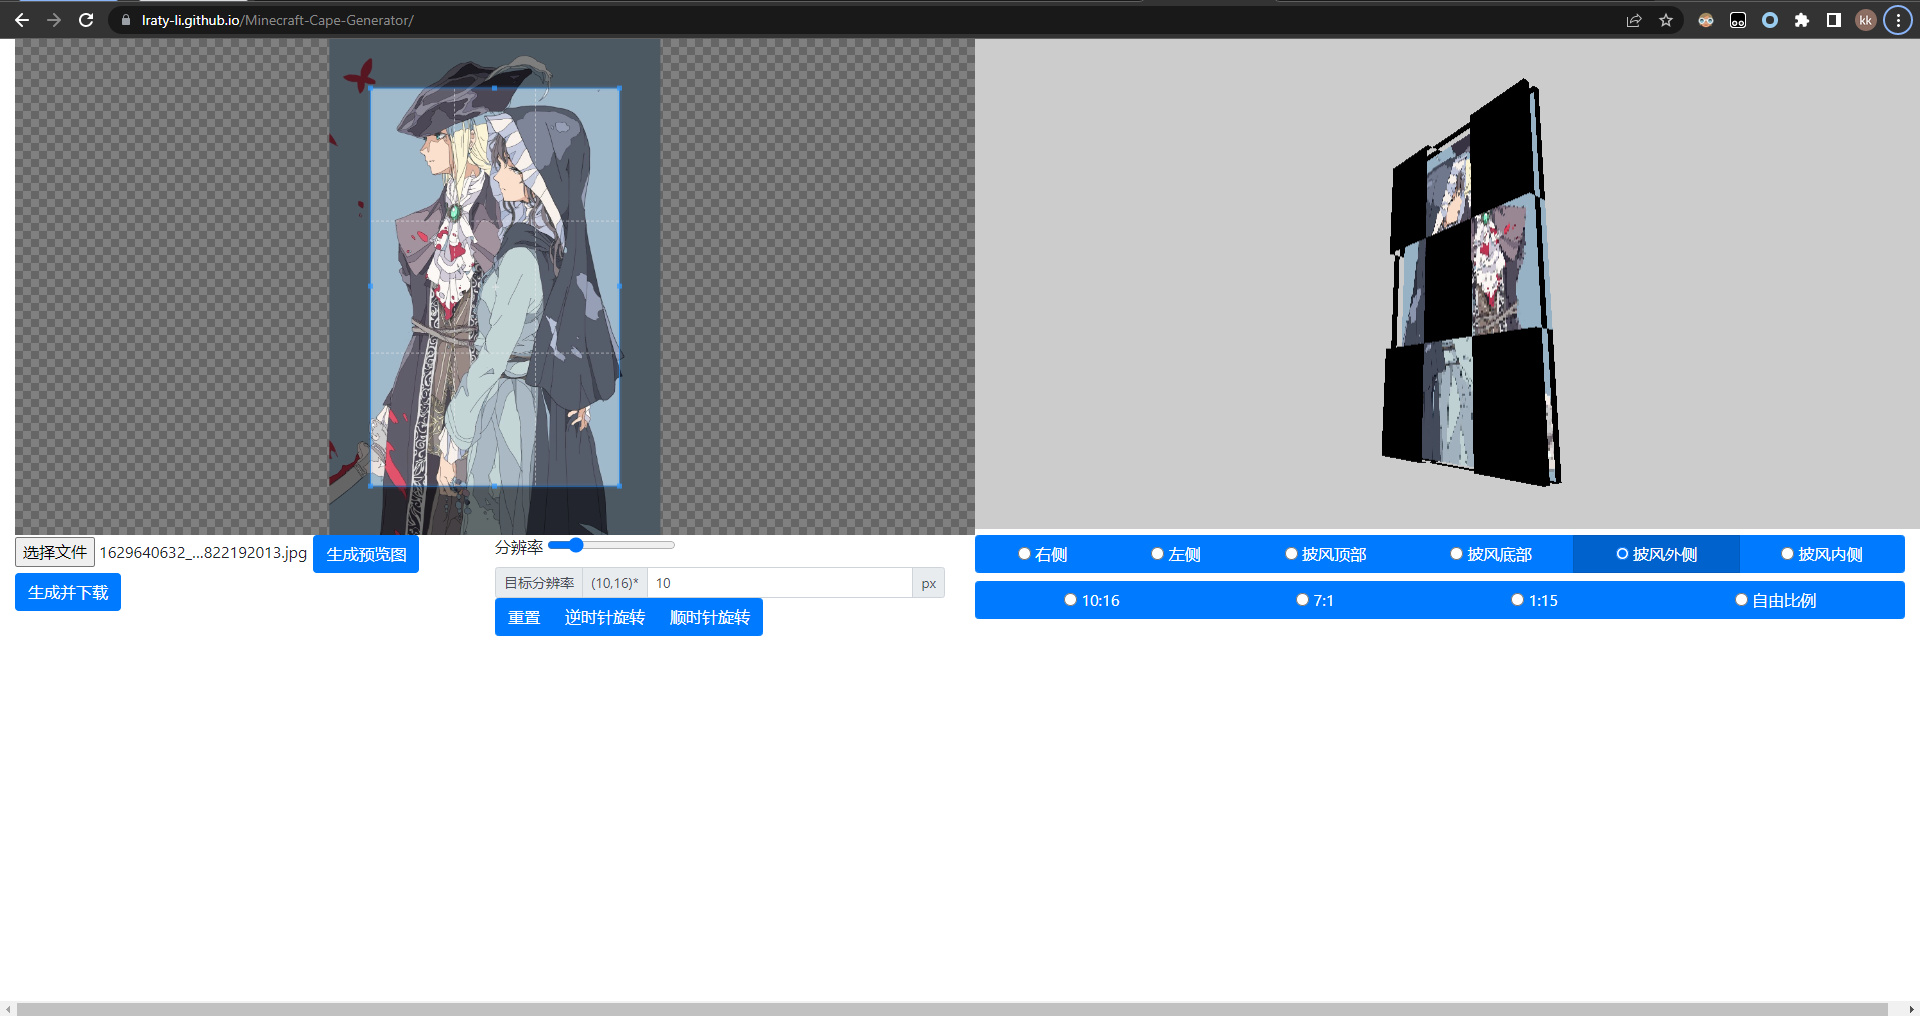 lraty-li.github.io/Minecraft-Cape-Generator/
kk
选择文件 1629640632_...822192013.jpg 生成预览图
生成并下载
分辨率
目标分辨率 (10,16)* 10 px
重置 逆时针旋转 顺时针旋转
右侧 左侧 披风顶部 披风底部 披风外侧 披风内侧
10:16 7:1 1:15 自由比例